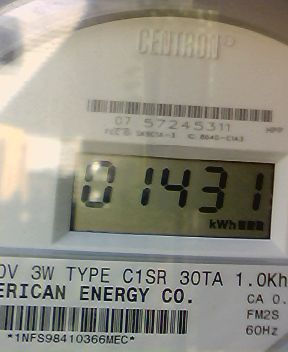 CENTRON®
07 57245311 HPP
01431
kWh
0V 3W TYPE C1SR 30TA 1.0Kh
ERICAN ENERGY CO. CA 0.
FM2S
60Hz
*1NFS98410366MEC*